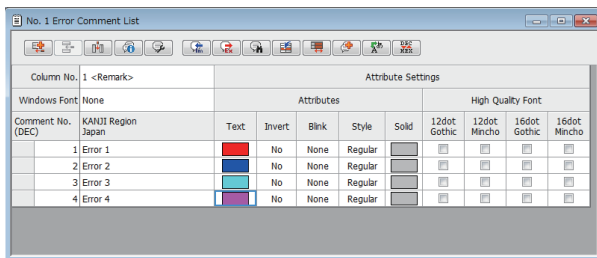 No. 1 Error Comment List
Column No. 1 <Remark> Attribute Settings
Windows Font None Attributes High Quality Font
Comment No. (DEC) KANJI Region Japan Text Invert Blink Style Solid 12dot Gothic 12dot Mincho 16dot Gothic 16dot Mincho
1 Error 1 No None Regular
2 Error 2 No None Regular
3 Error 3 No None Regular
4 Error 4 No None Regular